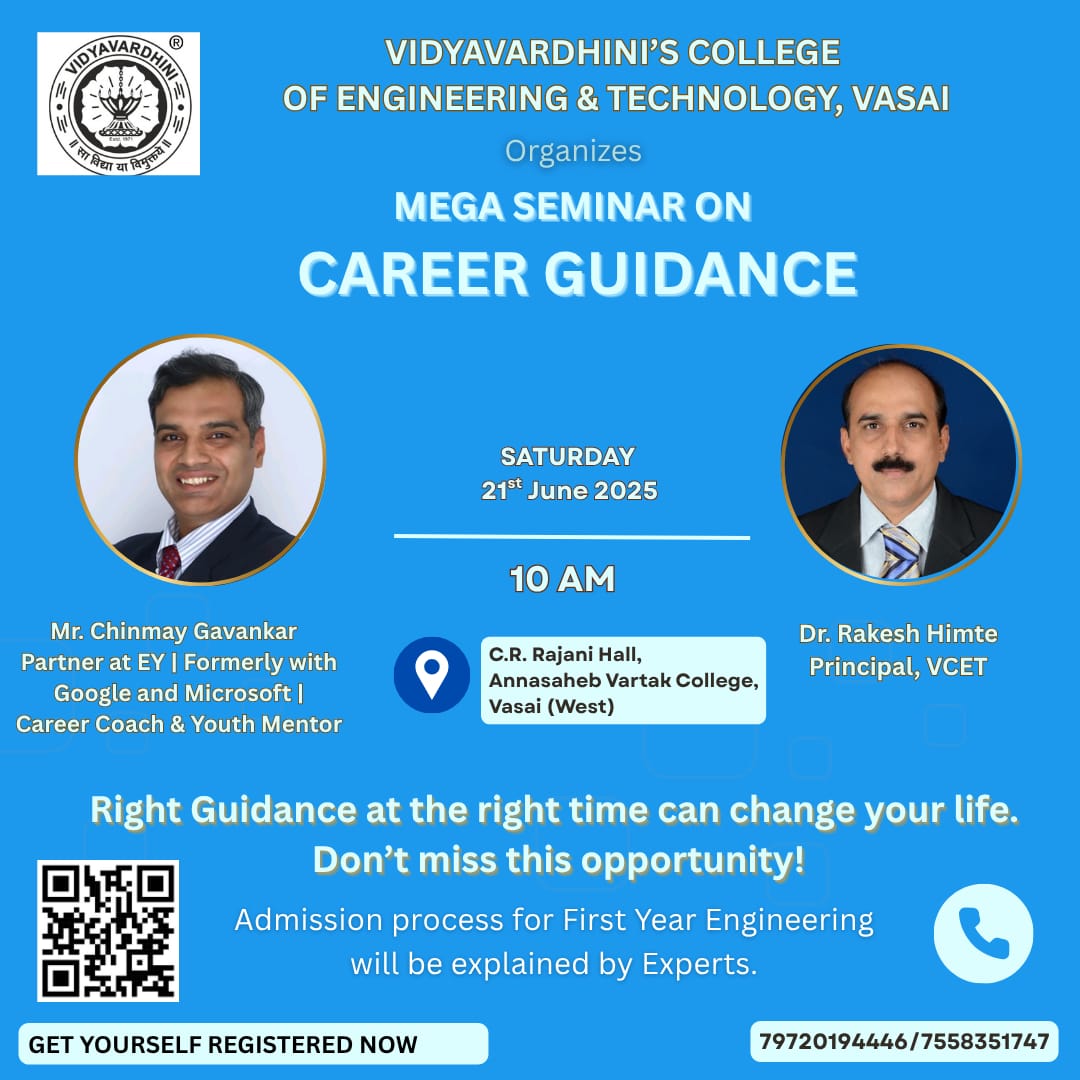 VIDYAVARDHINI
®
Estd. 1971
॥ सा विद्या या विमुक्तये ॥
VIDYAVARDHINI’S COLLEGE
OF ENGINEERING & TECHNOLOGY, VASAI
Organizes
MEGA SEMINAR ON
CAREER GUIDANCE
SATURDAY
21st June 2025
10 AM
Mr. Chinmay Gavankar
Partner at EY | Formerly with
Google and Microsoft |
Career Coach & Youth Mentor
C.R. Rajani Hall,
Annasaheb Vartak College,
Vasai (West)
Dr. Rakesh Himte
Principal, VCET
Right Guidance at the right time can change your life.
Don’t miss this opportunity!
Admission process for First Year Engineering
will be explained by Experts.
GET YOURSELF REGISTERED NOW
79720194446/7558351747